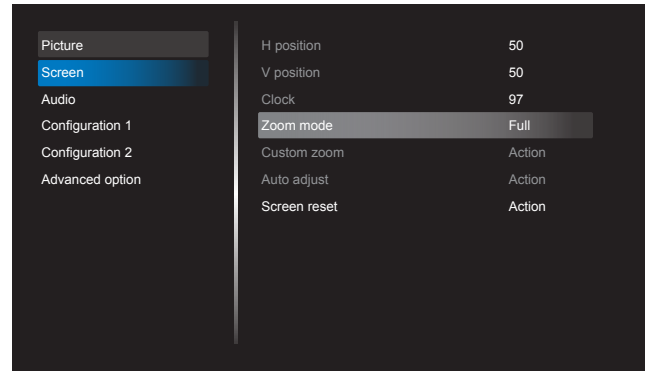 Picture
Screen
Audio
Configuration 1
Configuration 2
Advanced option
H position 50
V position 50
Clock 97
Zoom mode Full
Custom zoom Action
Auto adjust Action
Screen reset Action